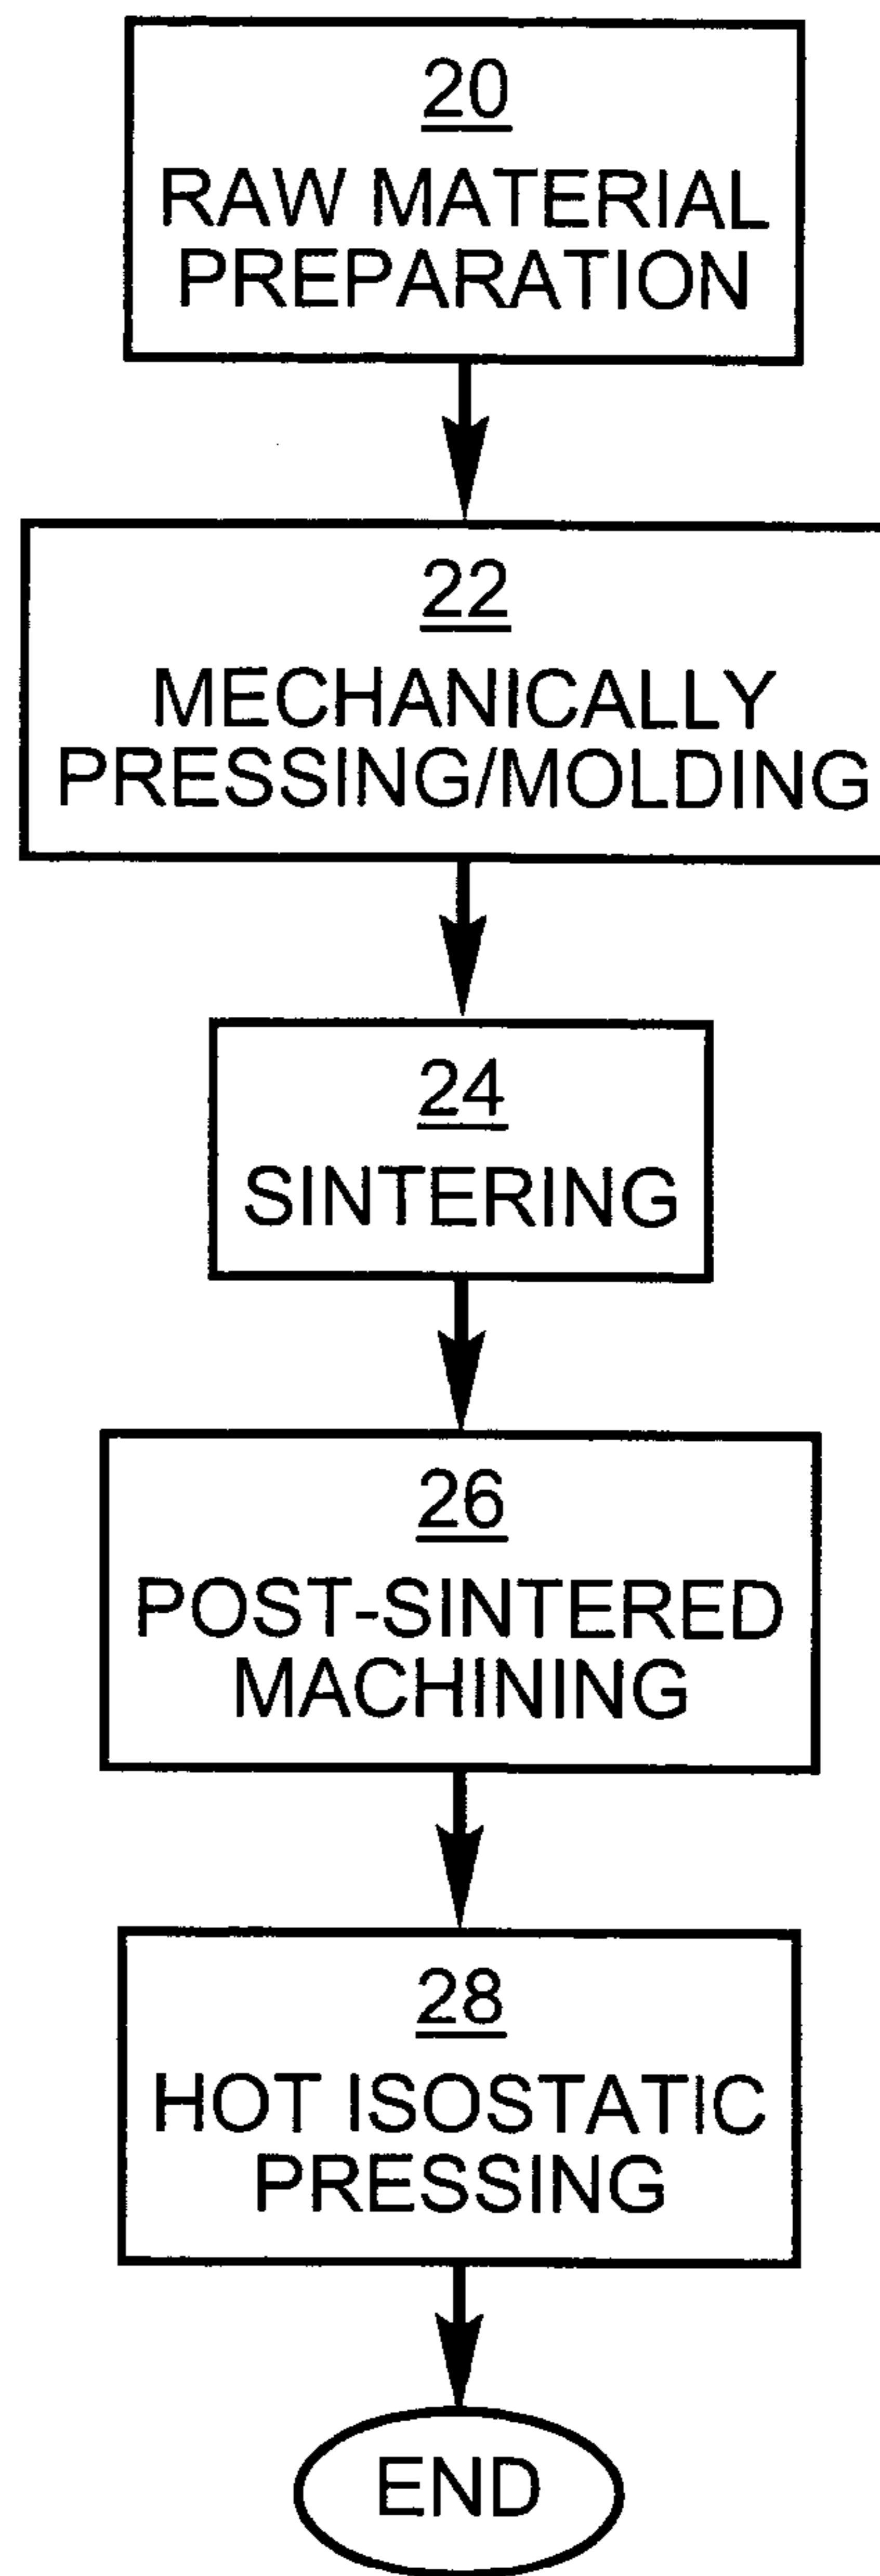 20
RAW MATERIAL
PREPARATION
22
MECHANICALLY
PRESSING/MOLDING
24
SINTERING
26
POST-SINTERED
MACHINING
28
HOT ISOSTATIC
PRESSING
END